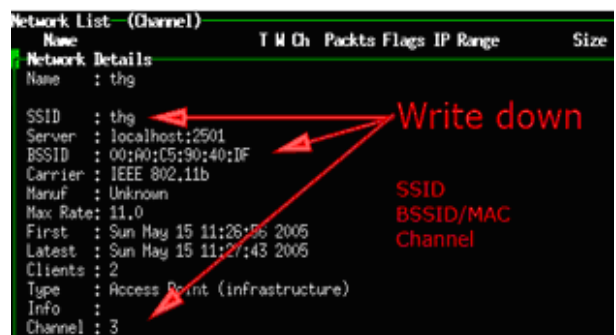 Network List—(Channel)
Name T W Ch Packts Flags IP Range Size
Network Details
Name : thg
SSID : thg
Server : localhost:2501
BSSID : 00:A0:C5:90:40:DF
Carrier : IEEE 802.11b
Manuf : Unknown
Max Rate: 11.0
First : Sun May 15 11:26:56 2005
Latest : Sun May 15 11:27:43 2005
Clients : 2
Type : Access Point (infrastructure)
Info :
Channel : 3
Write down
SSID
BSSID/MAC
Channel